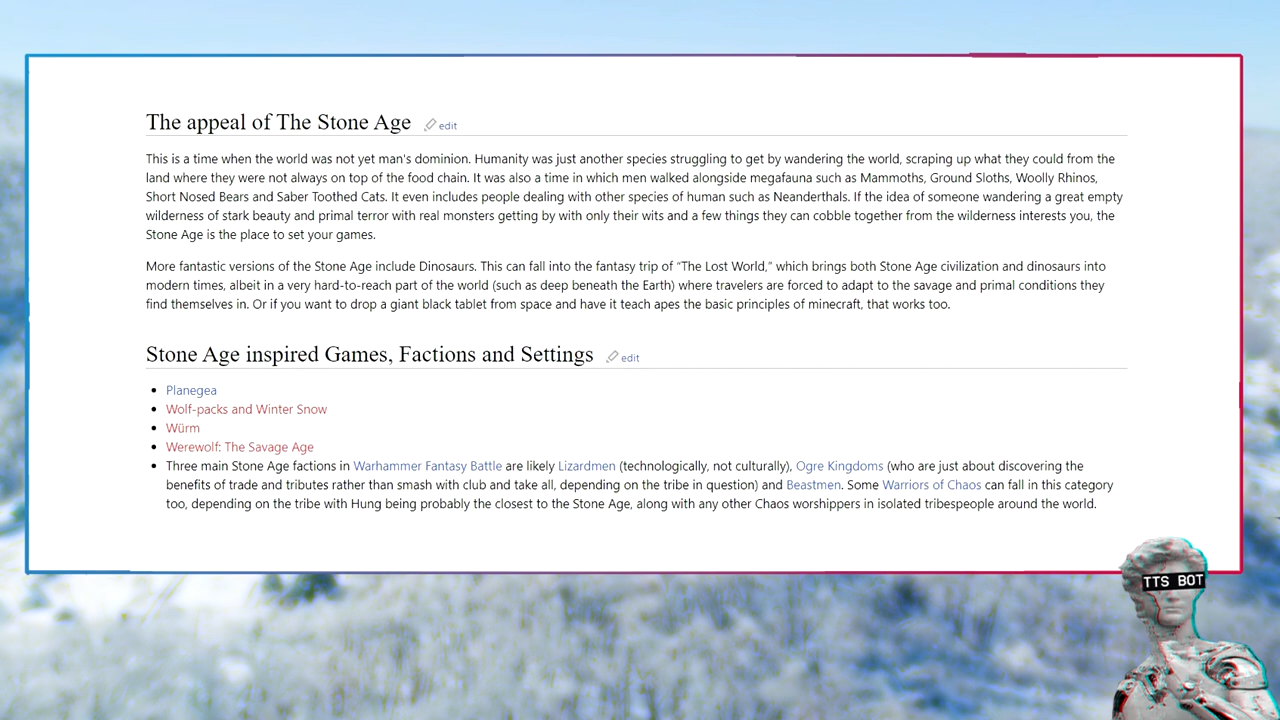 The appeal of The Stone Age edit
This is a time when the world was not yet man's dominion. Humanity was just another species struggling to get by wandering the world, scraping up what they could from the
land where they were not always on top of the food chain. It was also a time in which men walked alongside megafauna such as Mammoths, Ground Sloths, Woolly Rhinos,
Short Nosed Bears and Saber Toothed Cats. It even includes people dealing with other species of human such as Neanderthals. If the idea of someone wandering a great empty
wilderness of stark beauty and primal terror with real monsters getting by with only their wits and a few things they can cobble together from the wilderness interests you, the
Stone Age is the place to set your games.
More fantastic versions of the Stone Age include Dinosaurs. This can fall into the fantasy trip of “The Lost World,” which brings both Stone Age civilization and dinosaurs into
modern times, albeit in a very hard-to-reach part of the world (such as deep beneath the Earth) where travelers are forced to adapt to the savage and primal conditions they
find themselves in. Or if you want to drop a giant black tablet from space and have it teach apes the basic principles of minecraft, that works too.
Stone Age inspired Games, Factions and Settings edit
• Planegea
• Wolf-packs and Winter Snow
• Würm
• Werewolf: The Savage Age
• Three main Stone Age factions in Warhammer Fantasy Battle are likely Lizardmen (technologically, not culturally), Ogre Kingdoms (who are just about discovering the
benefits of trade and tributes rather than smash with club and take all, depending on the tribe in question) and Beastmen. Some Warriors of Chaos can fall in this category
too, depending on the tribe with Hung being probably the closest to the Stone Age, along with any other Chaos worshippers in isolated tribespeople around the world.
TTS BOT